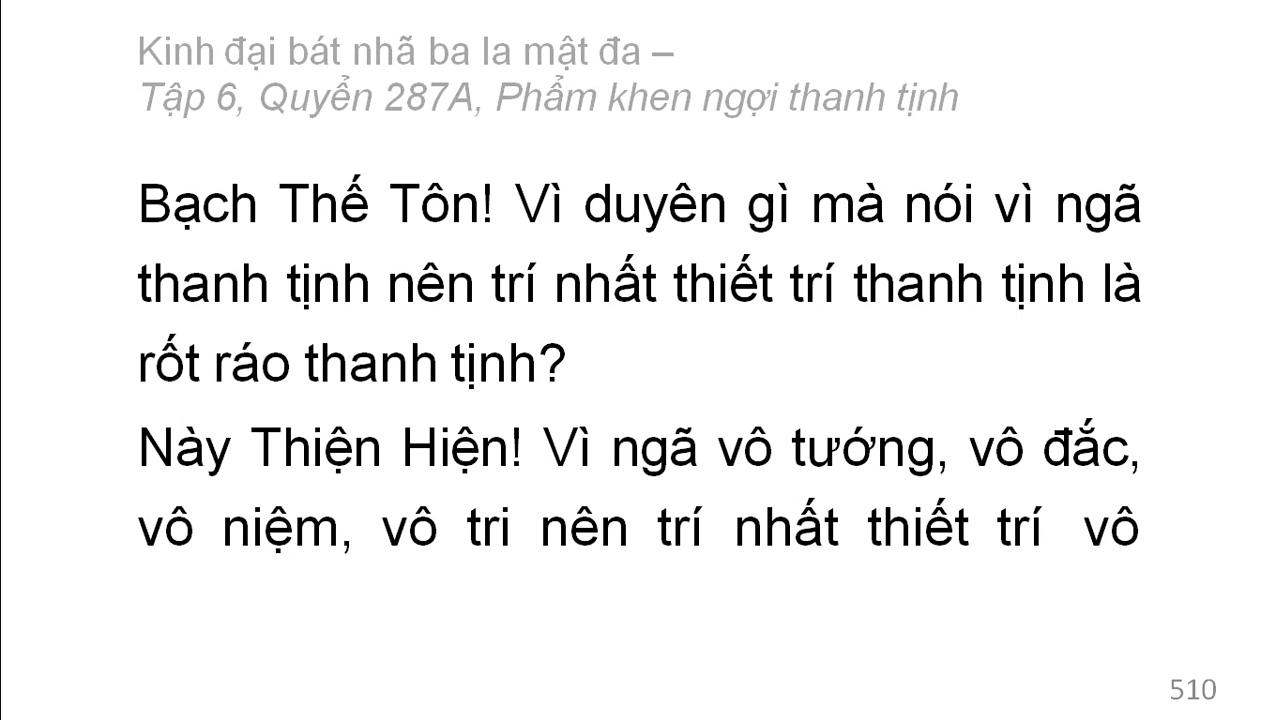 Kinh đại bát nhã ba la mật đa –
Tập 6, Quyển 287A, Phẩm khen ngợi thanh tịnh
Bạch Thế Tôn! Vì duyên gì mà nói vì ngã
thanh tịnh nên trí nhất thiết trí thanh tịnh là
rốt ráo thanh tịnh?
Này Thiện Hiện! Vì ngã vô tướng, vô đắc,
vô niệm, vô tri nên trí nhất thiết trí vô
510